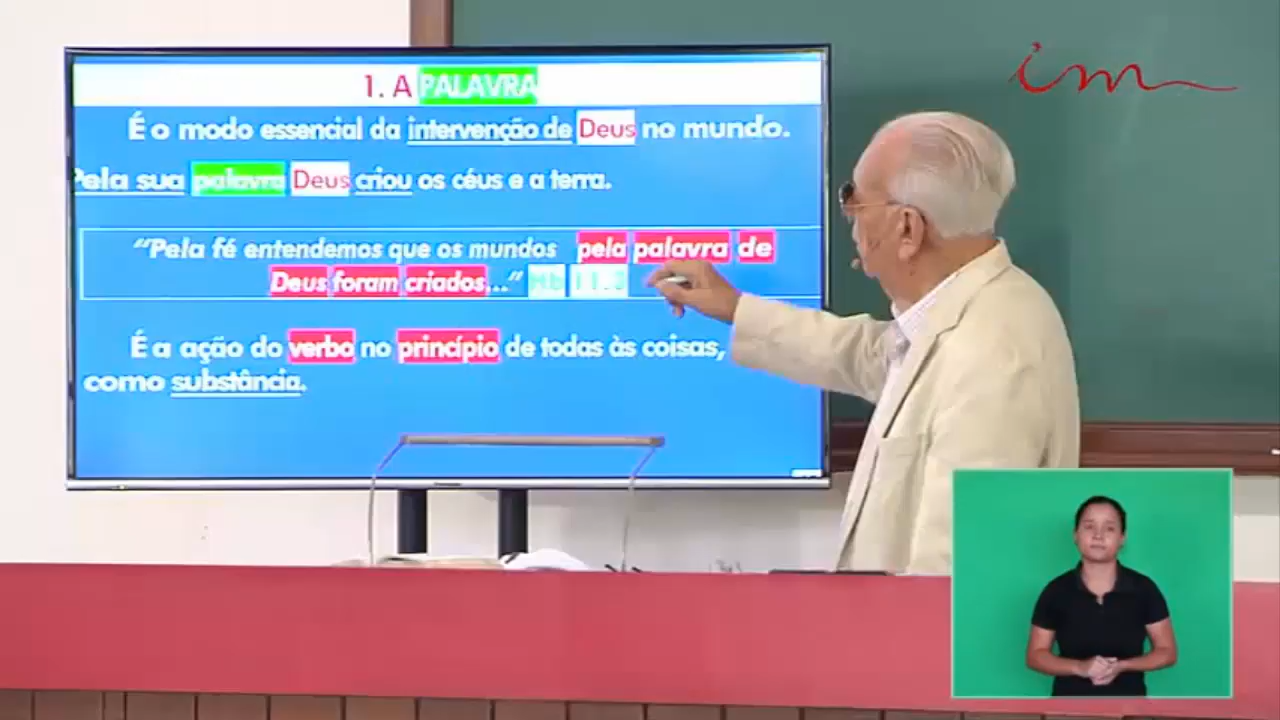 im
1. A PALAVRA
É o modo essencial da intervenção de Deus no mundo.
Pela sua palavra Deus criou os céus e a terra.
“Pela fé entendemos que os mundos pela palavra de
Deus foram criados...” Hb 11.3
É a ação do verbo no princípio de todas às coisas,
como substância.